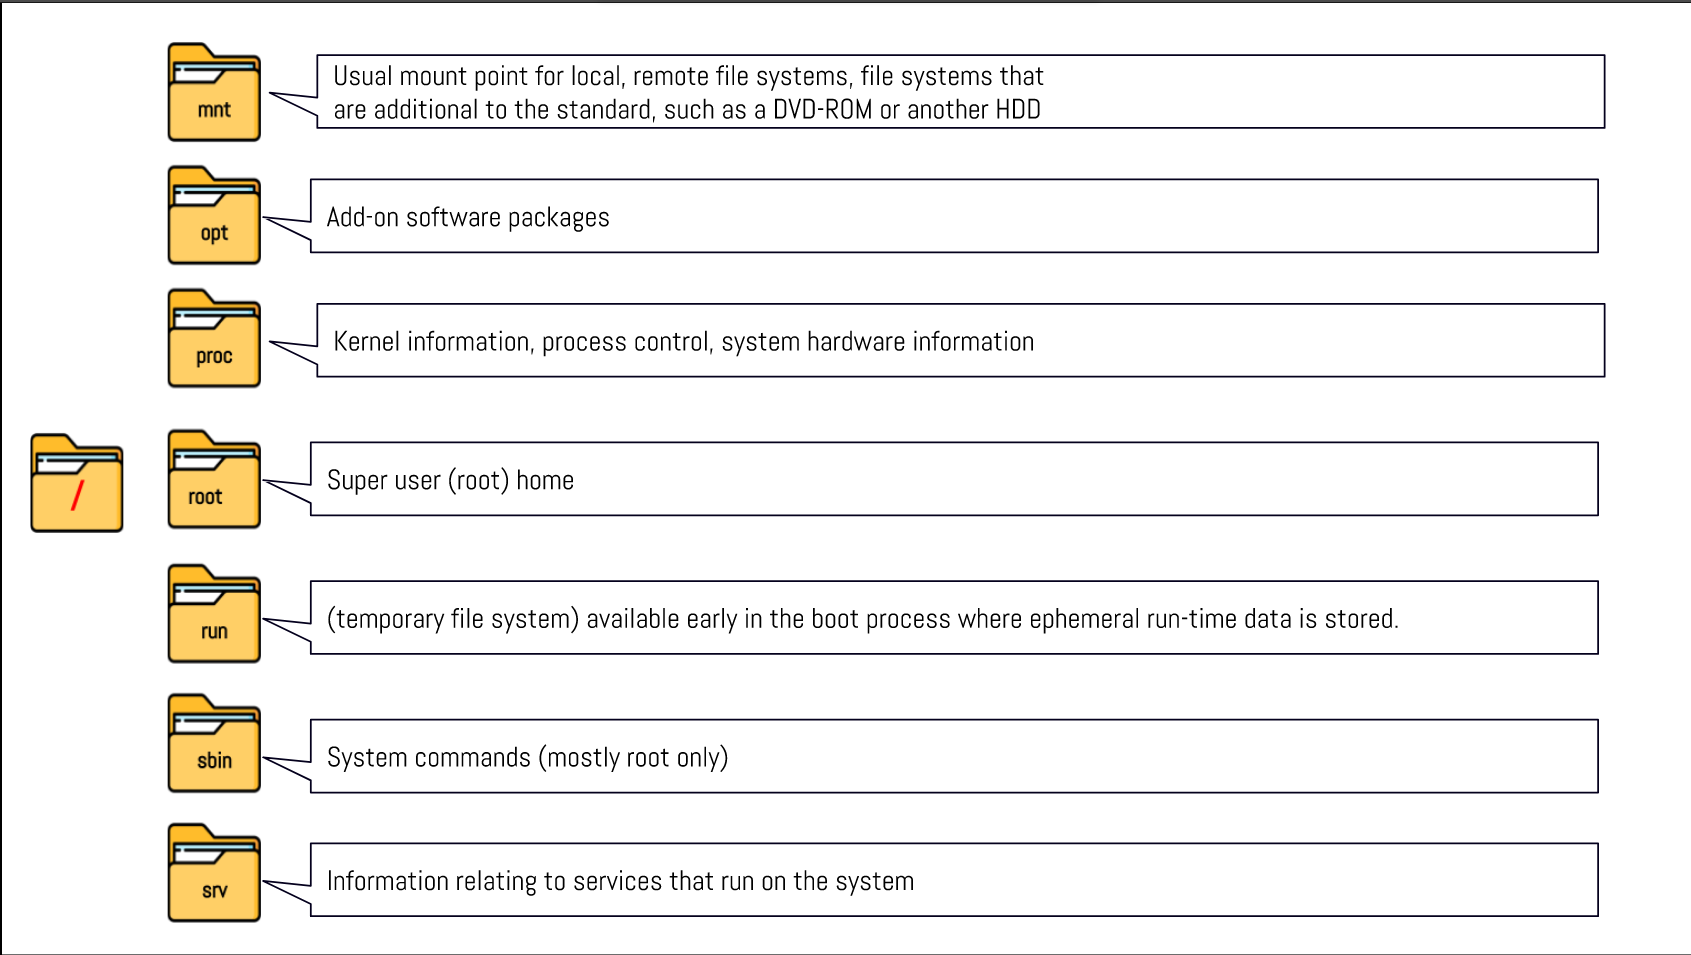 mnt
Usual mount point for local, remote file systems, file systems that
are additional to the standard, such as a DVD-ROM or another HDD
opt
Add-on software packages
proc
Kernel information, process control, system hardware information
/
root
Super user (root) home
run
(temporary file system) available early in the boot process where ephemeral run-time data is stored.
sbin
System commands (mostly root only)
srv
Information relating to services that run on the system